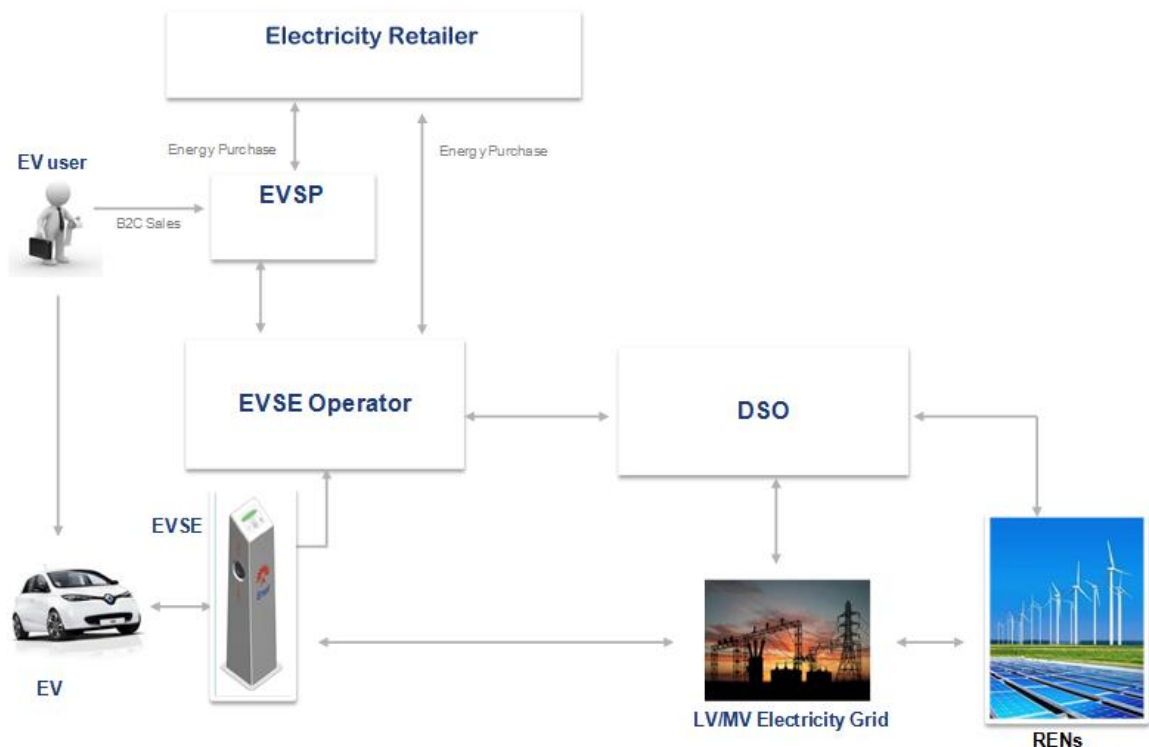 Electricity Retailer
Energy Purchase
Energy Purchase
EV user
EVSP
B2C Sales
EVSE Operator
DSO
EVSE
Enel
EV
LV/MV Electricity Grid
RENs